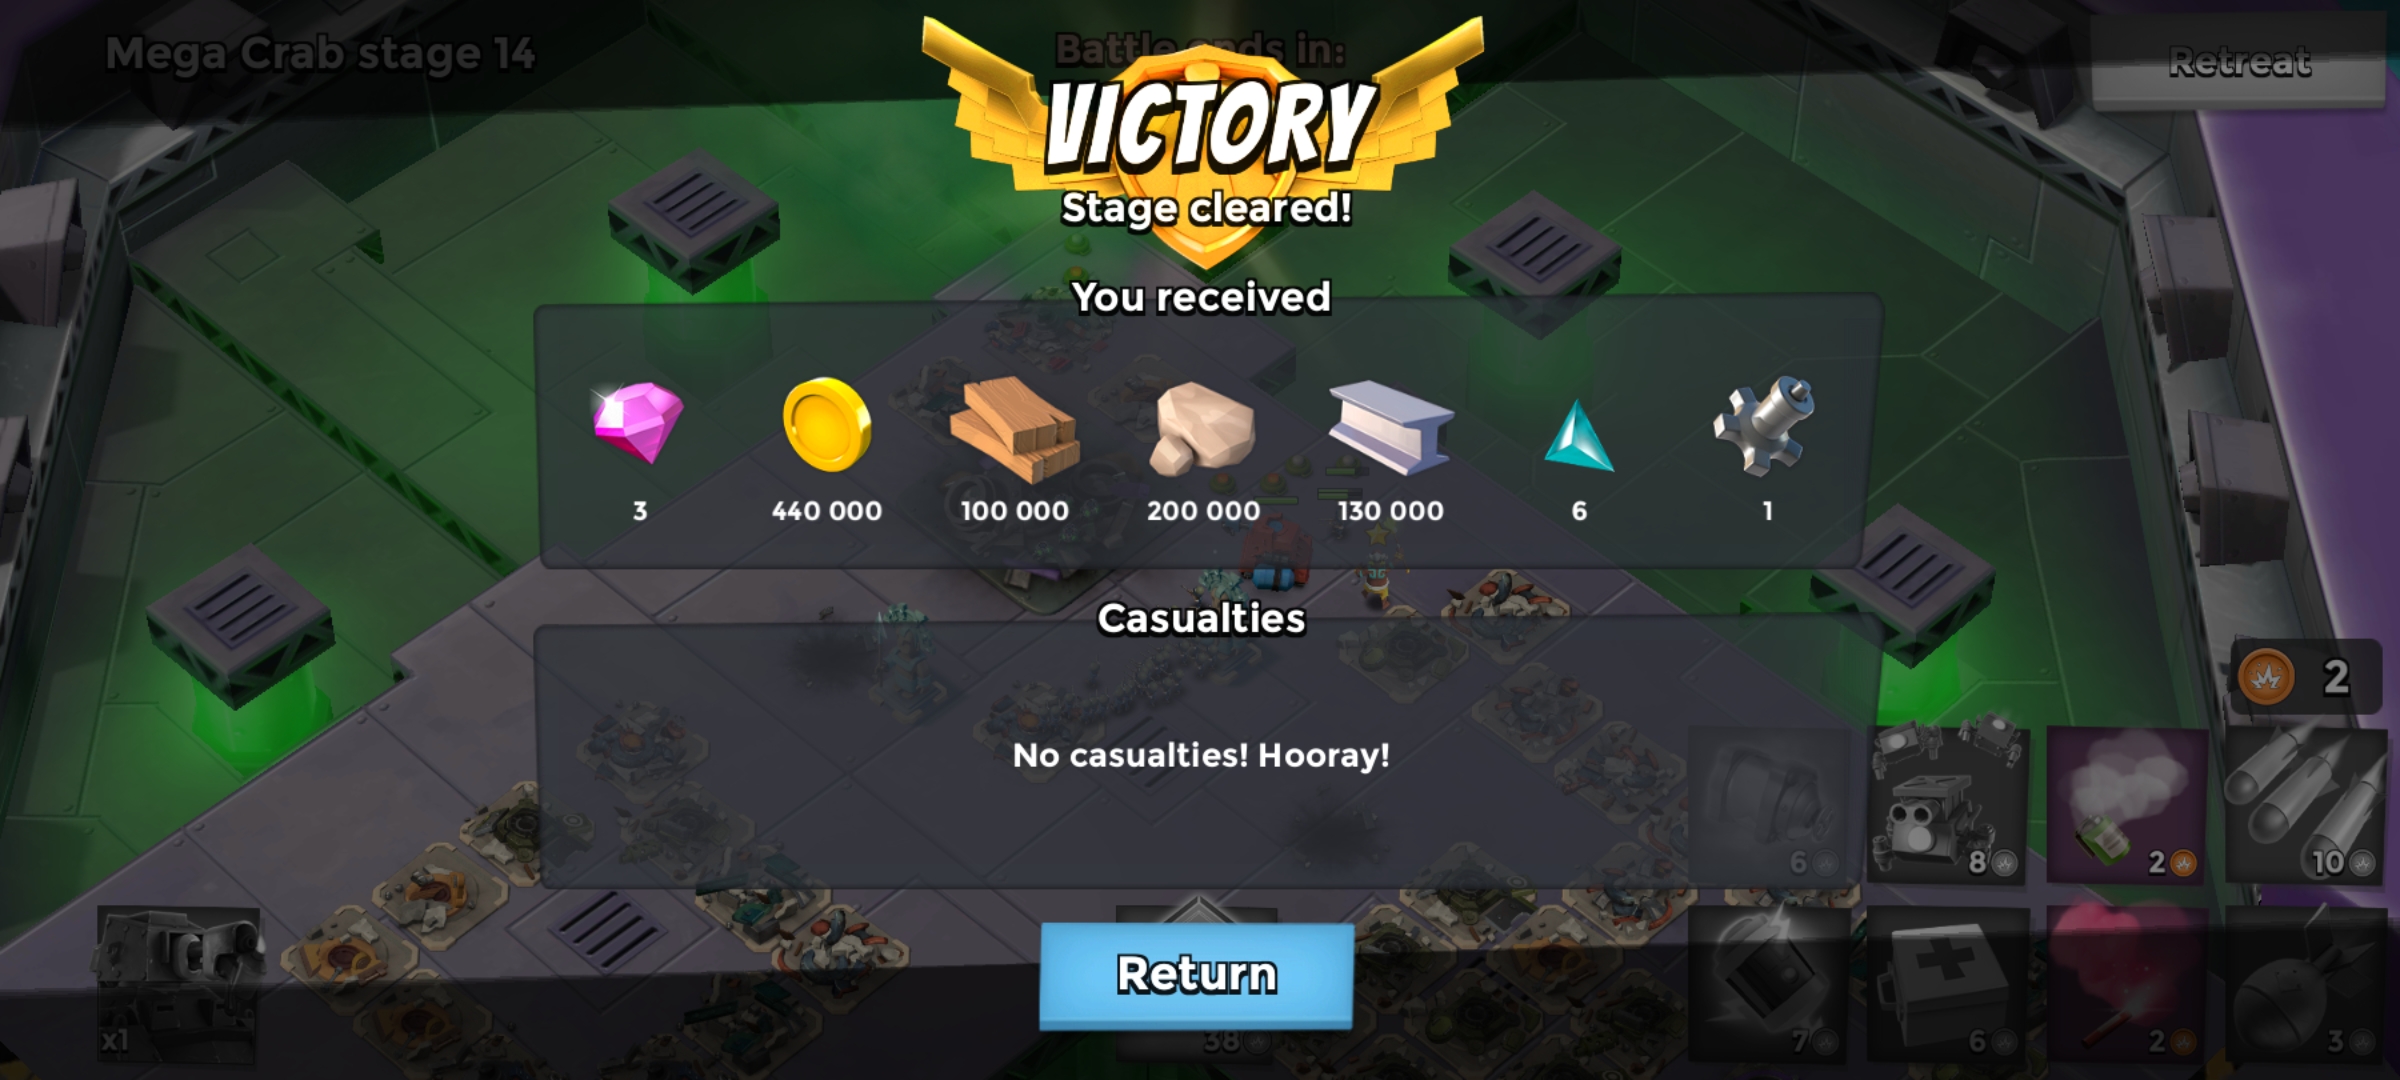 Mega Crab stage 14
Battle ends in:
Retreat
VICTORY
Stage cleared!
You received
3
440 000
100 000
200 000
130 000
6
1
Casualties
No casualties! Hooray!
2
6
8
2
10
Return
x1
38
7
6
2
3